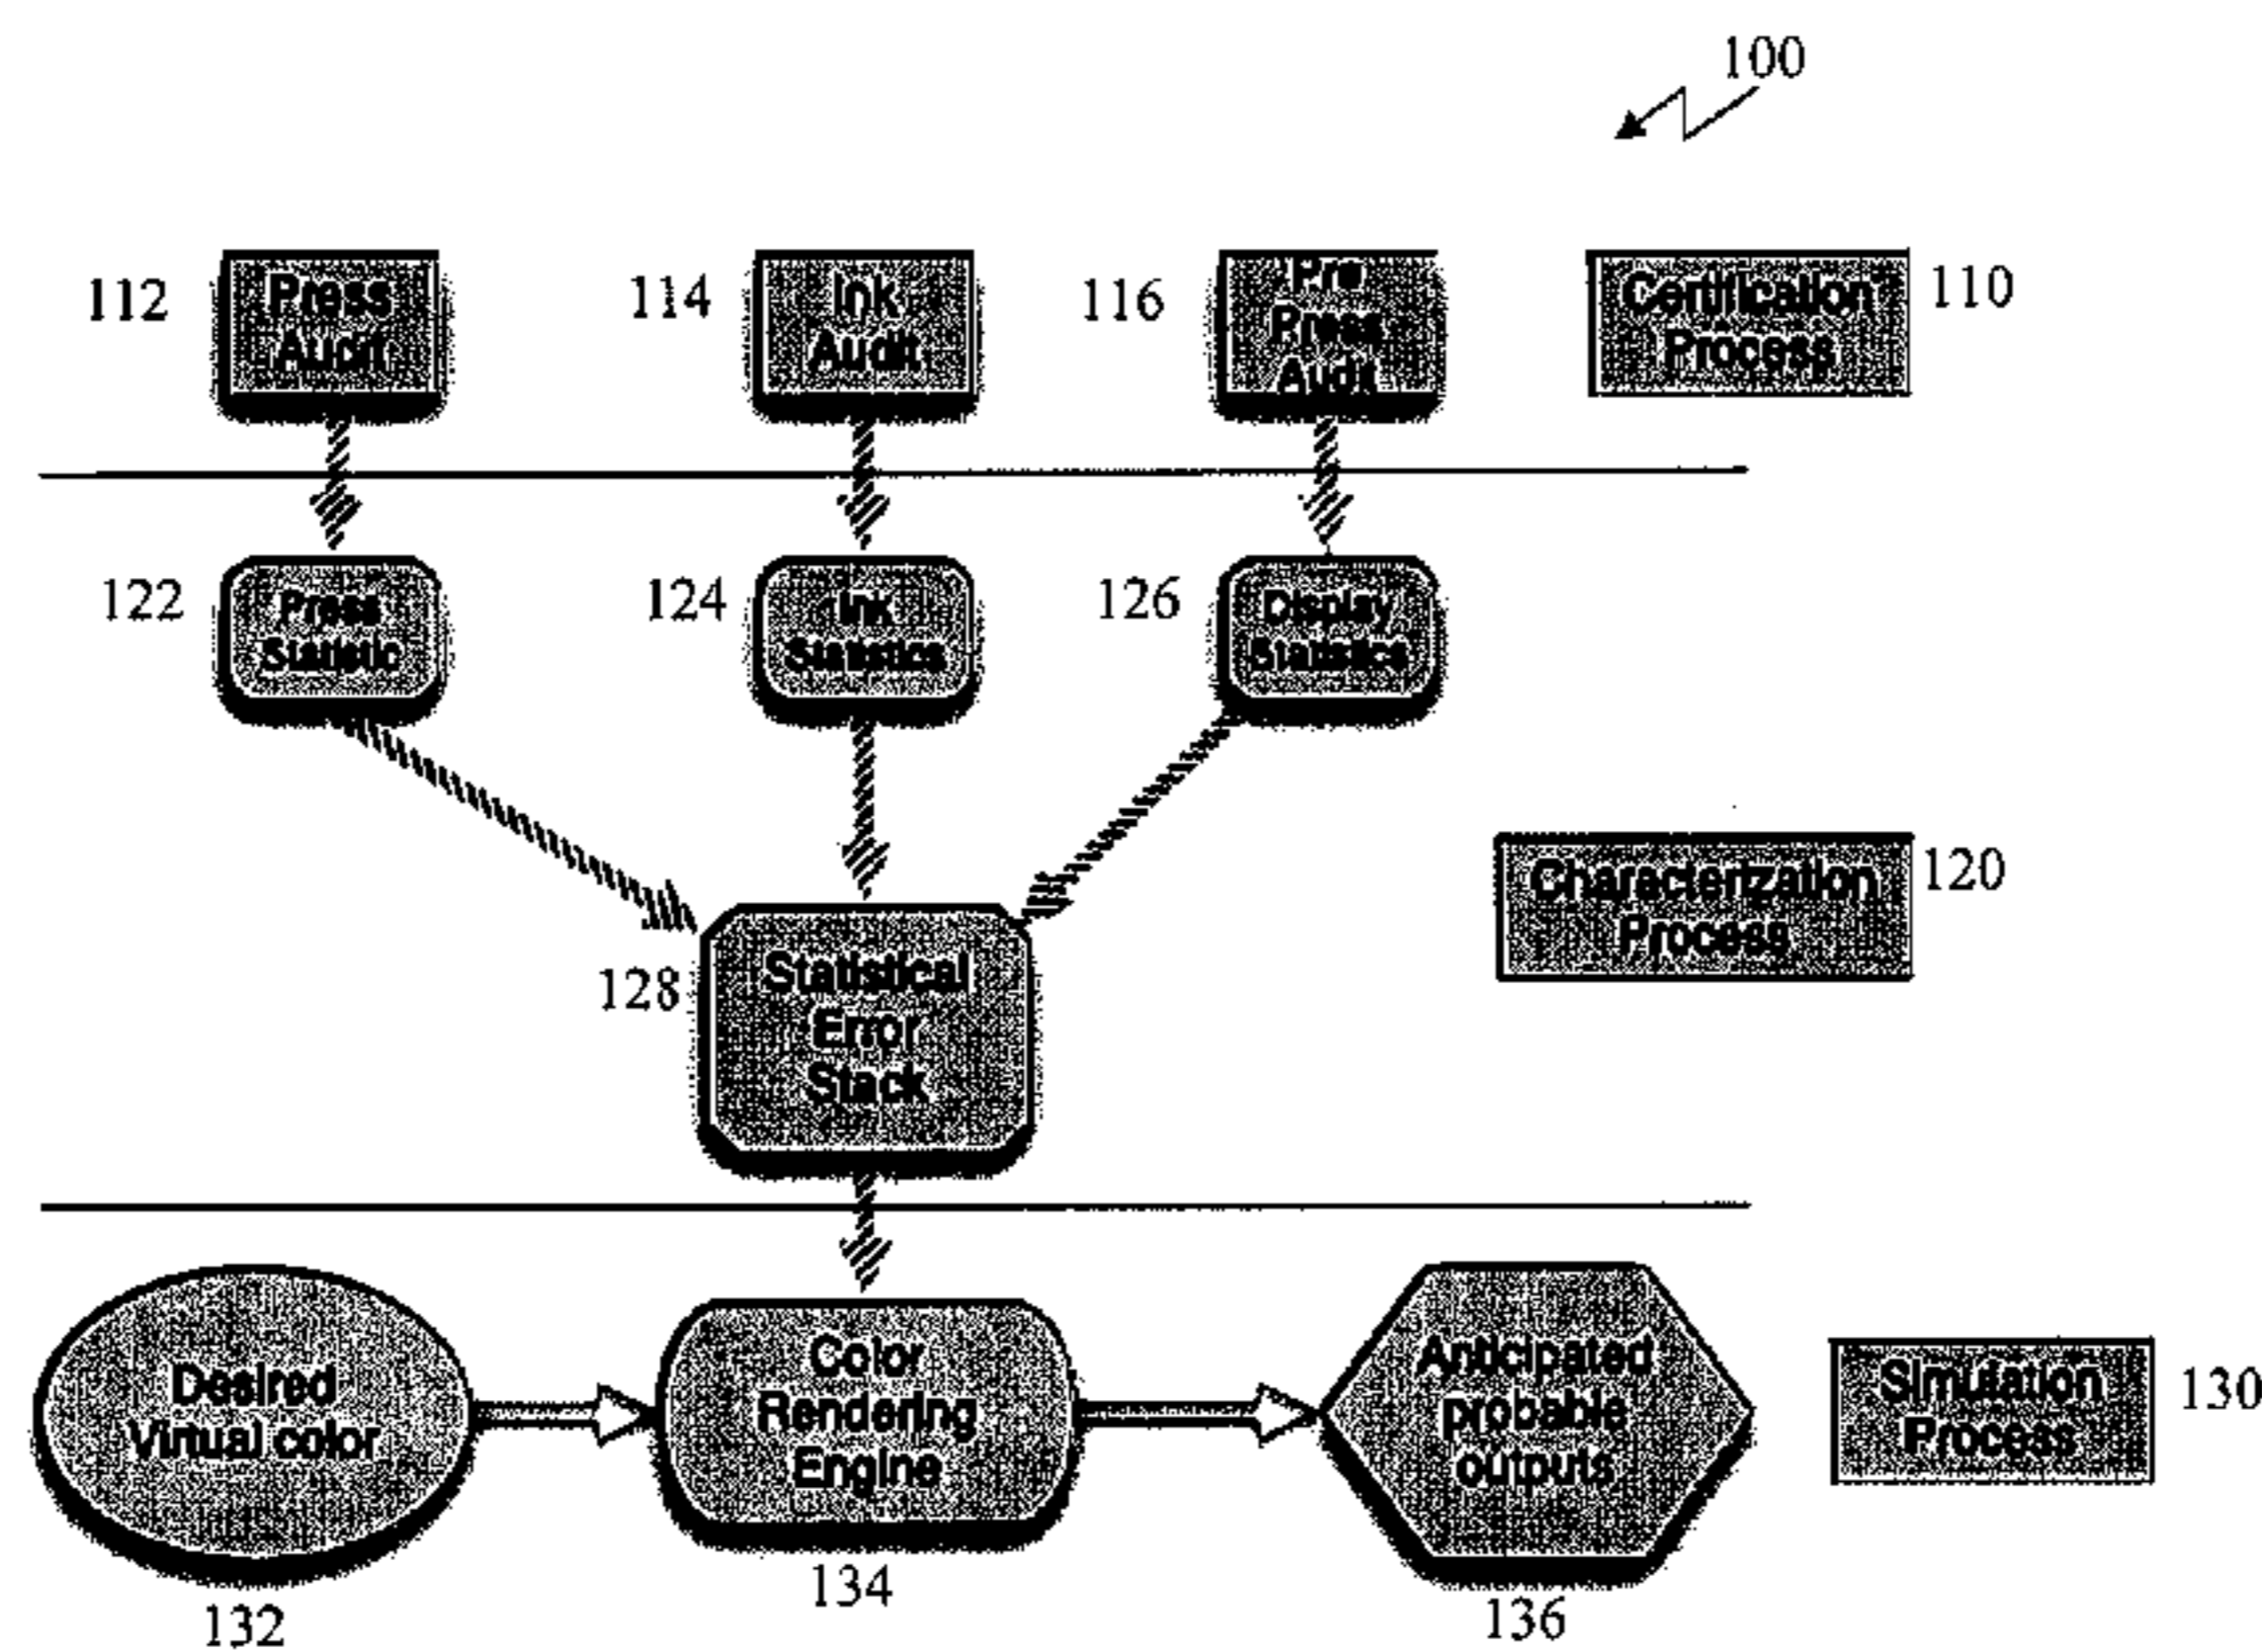 100
112
Press
Audit
114
Ink
Audit
116
Pre
Press
Audit
Certification
Process
110
122
Press
Statistic
124
Ink
Statistics
126
Display
Statistics
Characterization
Process
120
128
Statistical
Error
Stack
Desired
Virtual color
132
Color
Rendering
Engine
134
Anticipated
probable
outputs
136
Simulation
Process
130